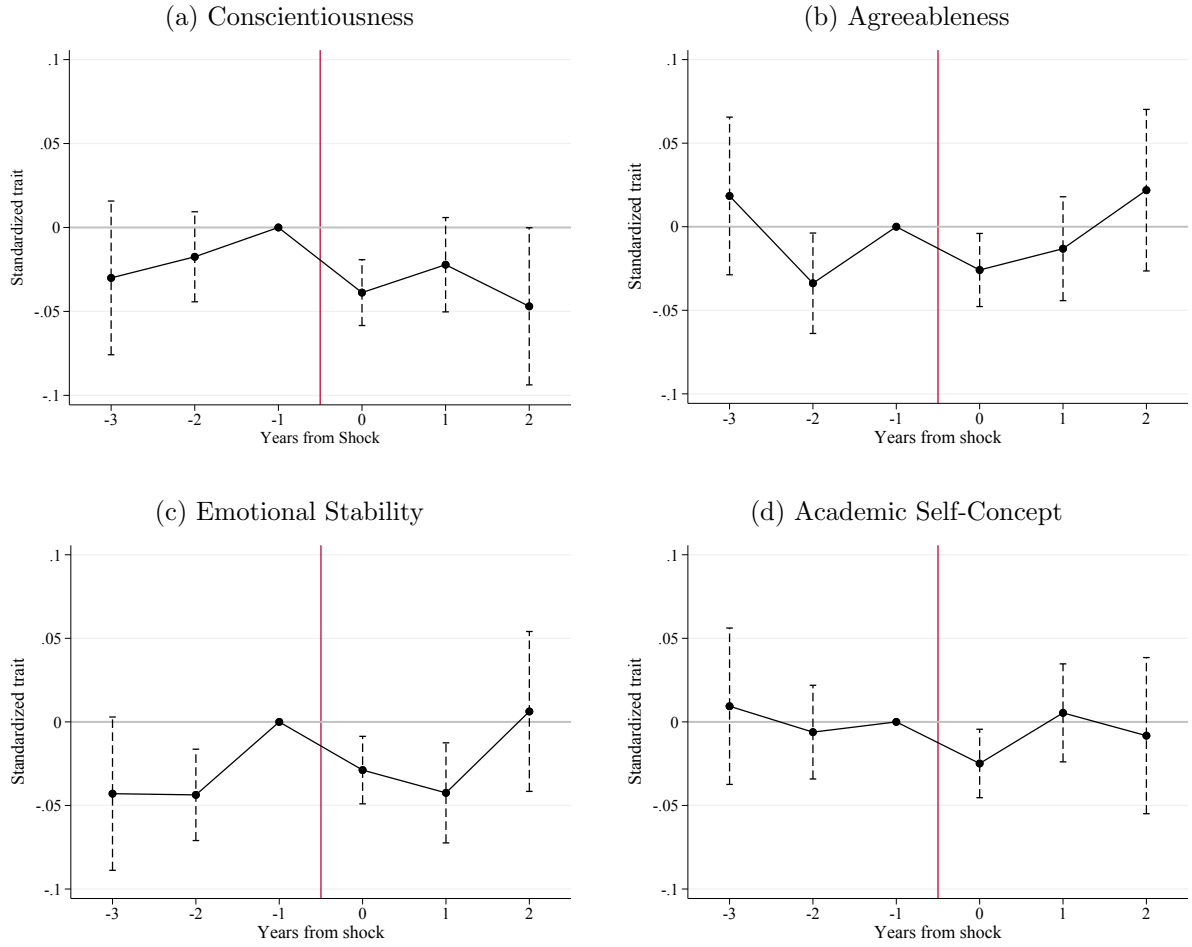 (a) Conscientiousness
.1
.05
0
-.05
-.1
Standardized trait
-3 -2 -1 0 1 2
Years from Shock
(b) Agreeableness
.1
.05
0
-.05
-.1
Standardized trait
-3 -2 -1 0 1 2
Years from shock
(c) Emotional Stability
.1
.05
0
-.05
-.1
Standardized trait
-3 -2 -1 0 1 2
Years from shock
(d) Academic Self-Concept
.1
.05
0
-.05
-.1
Standardized trait
-3 -2 -1 0 1 2
Years from shock